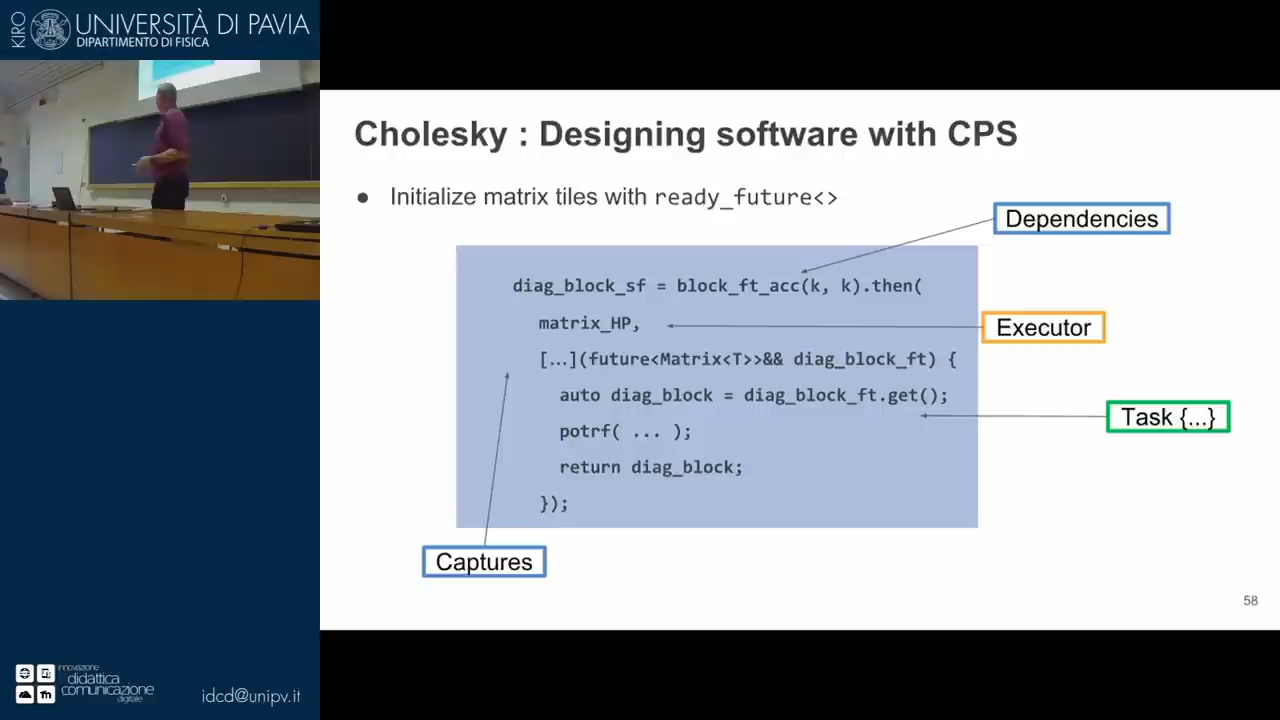 KIRO
UNIVERSITÀ DI PAVIA
DIPARTIMENTO DI FISICA
Cholesky : Designing software with CPS
● Initialize matrix tiles with ready_future<>
Dependencies
diag_block_sf = block_ft_acc(k, k).then(
matrix_HP,
Executor
[...](future<Matrix<T>>&& diag_block_ft) {
auto diag_block = diag_block_ft.get();
Task {...}
potrf( ... );
return diag_block;
});
Captures
58
innovazione
didattica
comunicazione
digitale
idcd@unipv.it